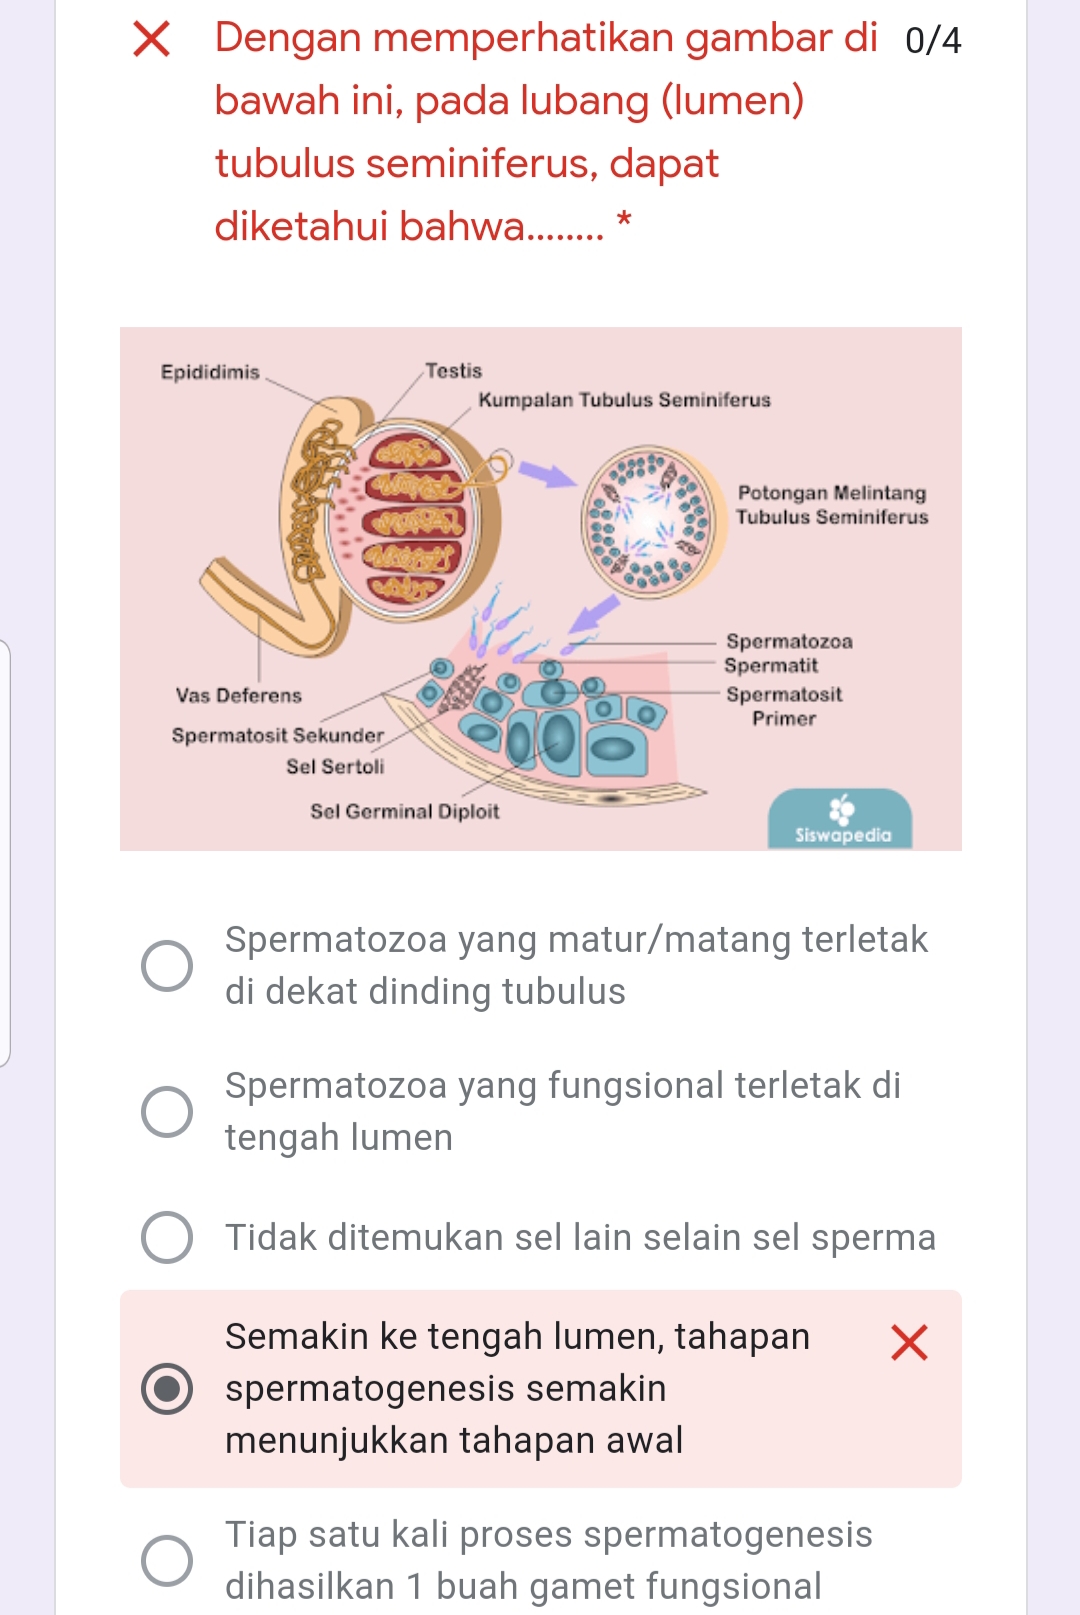 Dengan memperhatikan gambar di 0/4
bawah ini, pada lubang (lumen)
tubulus seminiferus, dapat
diketahui bahwa........ *
Epididimis
Testis
Kumpalan Tubulus Seminiferus
Potongan Melintang
Tubulus Seminiferus
Spermatozoa
Spermatit
Spermatosit
Primer
Vas Deferens
Spermatosit Sekunder
Sel Sertoli
Sel Germinal Diploit
Siswapedia
Spermatozoa yang matur/matang terletak
di dekat dinding tubulus
Spermatozoa yang fungsional terletak di
tengah lumen
Tidak ditemukan sel lain selain sel sperma
Semakin ke tengah lumen, tahapan
spermatogenesis semakin
menunjukkan tahapan awal
Tiap satu kali proses spermatogenesis
dihasilkan 1 buah gamet fungsional